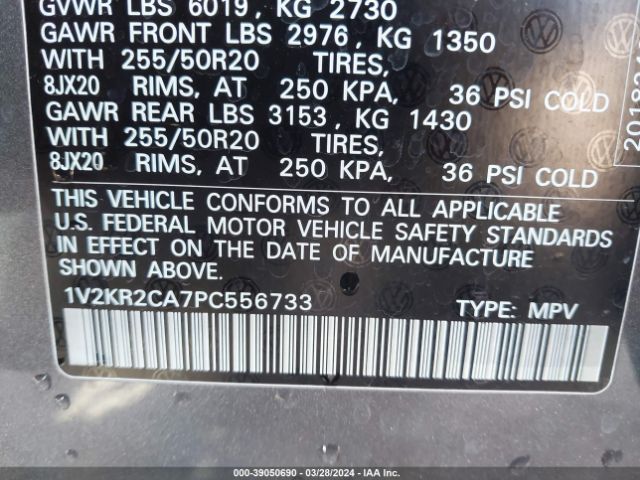 GVWR LBS 6019, KG 2730
GAWR FRONT LBS 2976, KG 1350
WITH 255/50R20 TIRES,
8JX20 RIMS, AT 250 KPA, 36 PSI COLD
GAWR REAR LBS 3153, KG 1430
WITH 255/50R20 TIRES,
8JX20 RIMS, AT 250 KPA, 36 PSI COLD
THIS VEHICLE CONFORMS TO ALL APPLICABLE
U.S. FEDERAL MOTOR VEHICLE SAFETY STANDARDS
IN EFFECT ON THE DATE OF MANUFACTURE
SHOWN ABOVE.
1V2KR2CA7PC556733 TYPE: MPV
000-39050690 - 03/28/2024 - IAA Inc.